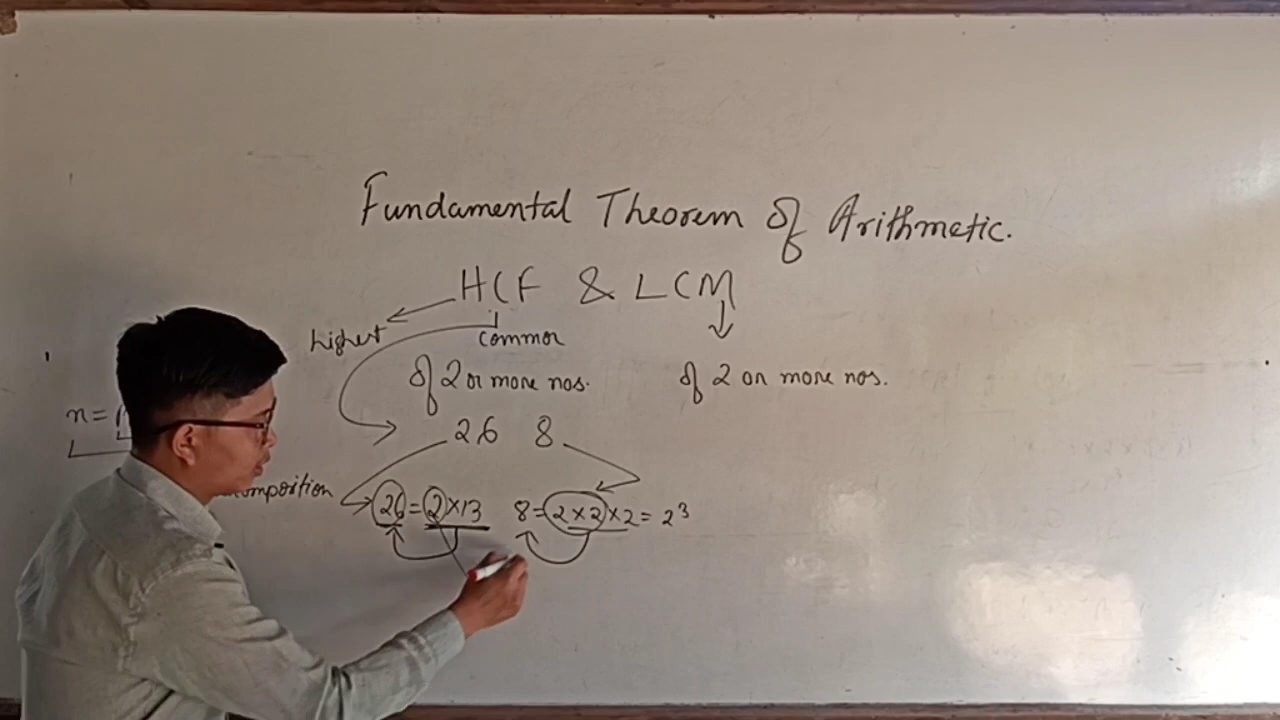 Fundamental Theorem of Arithmetic.
HCF & LCM
highest
common
of 2 or more nos.
of 2 or more nos.
n =
26 8
26 = 2 × 13
8 = 2 × 2 × 2 = 2³